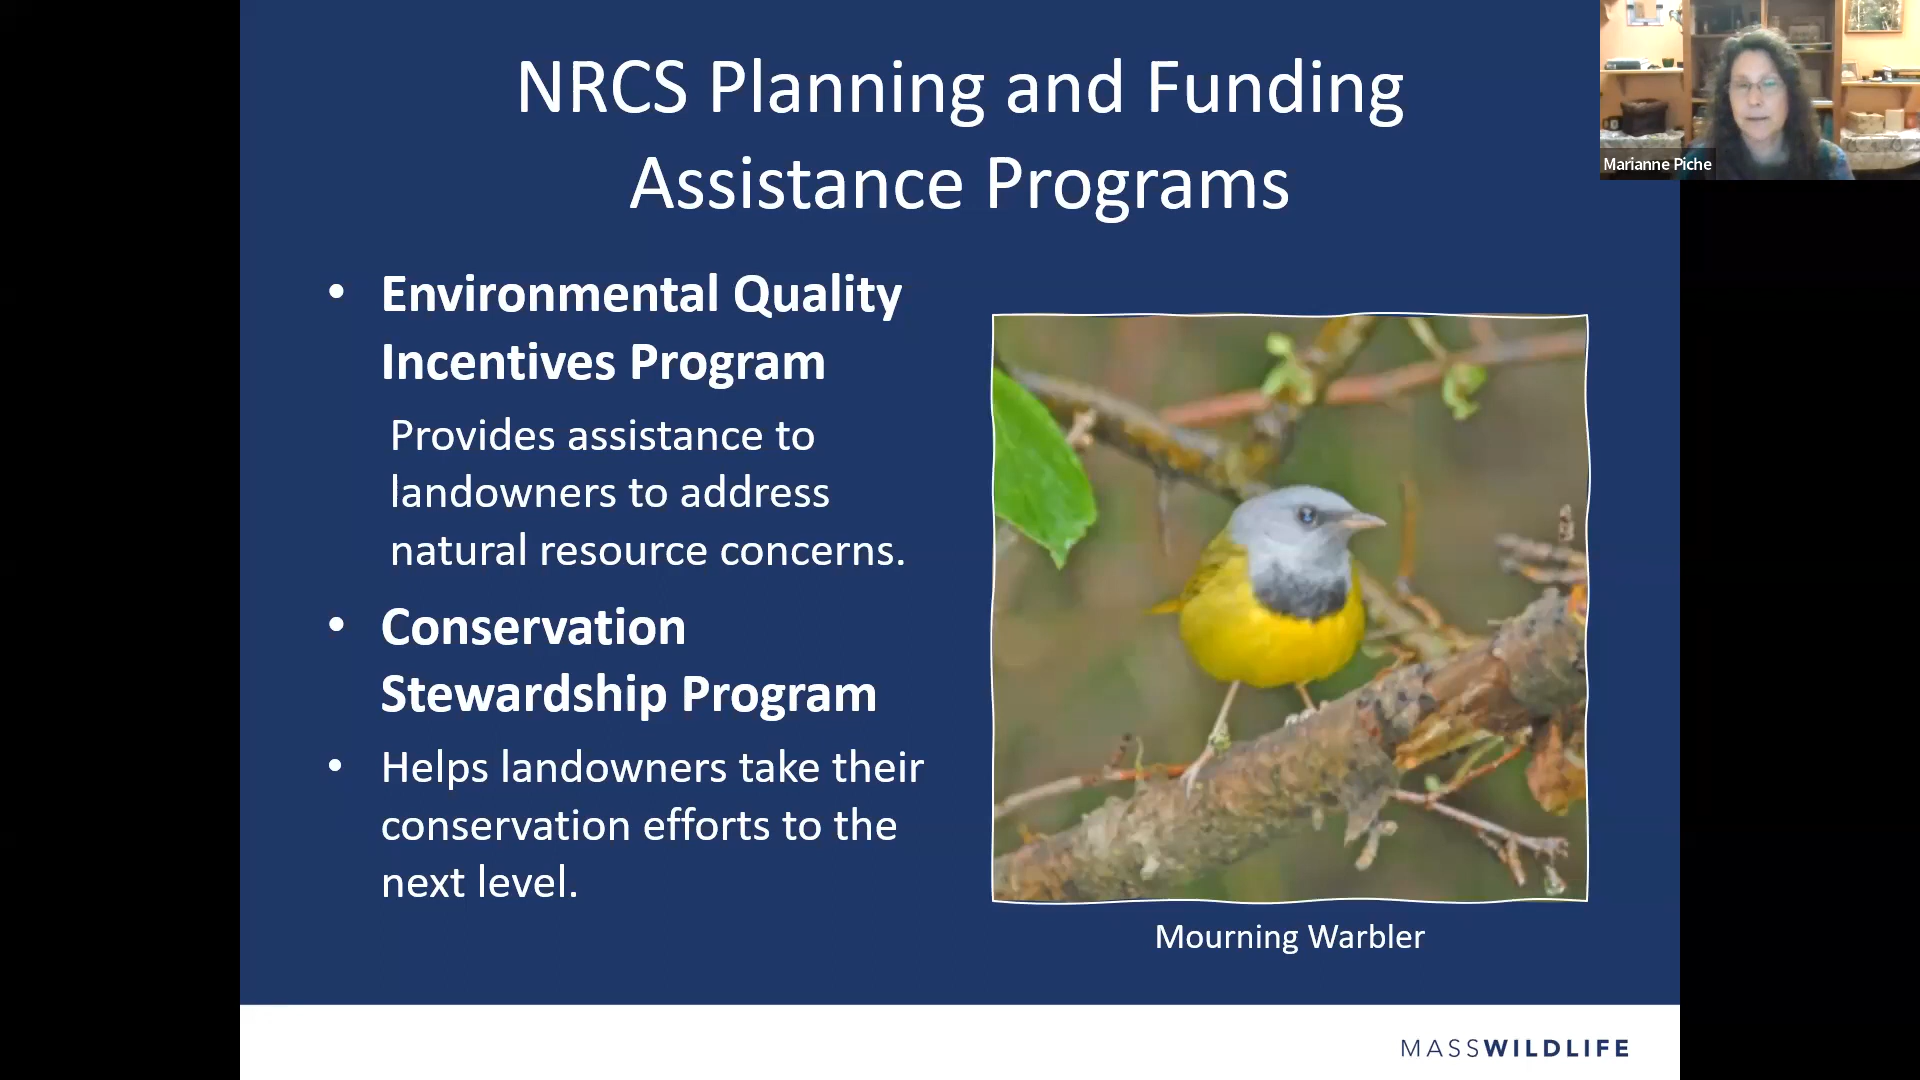 NRCS Planning and Funding
Assistance Programs
Marianne Piche
• Environmental Quality
Incentives Program
Provides assistance to
landowners to address
natural resource concerns.
• Conservation
Stewardship Program
• Helps landowners take their
conservation efforts to the
next level.
Mourning Warbler
MASSWILDLIFE